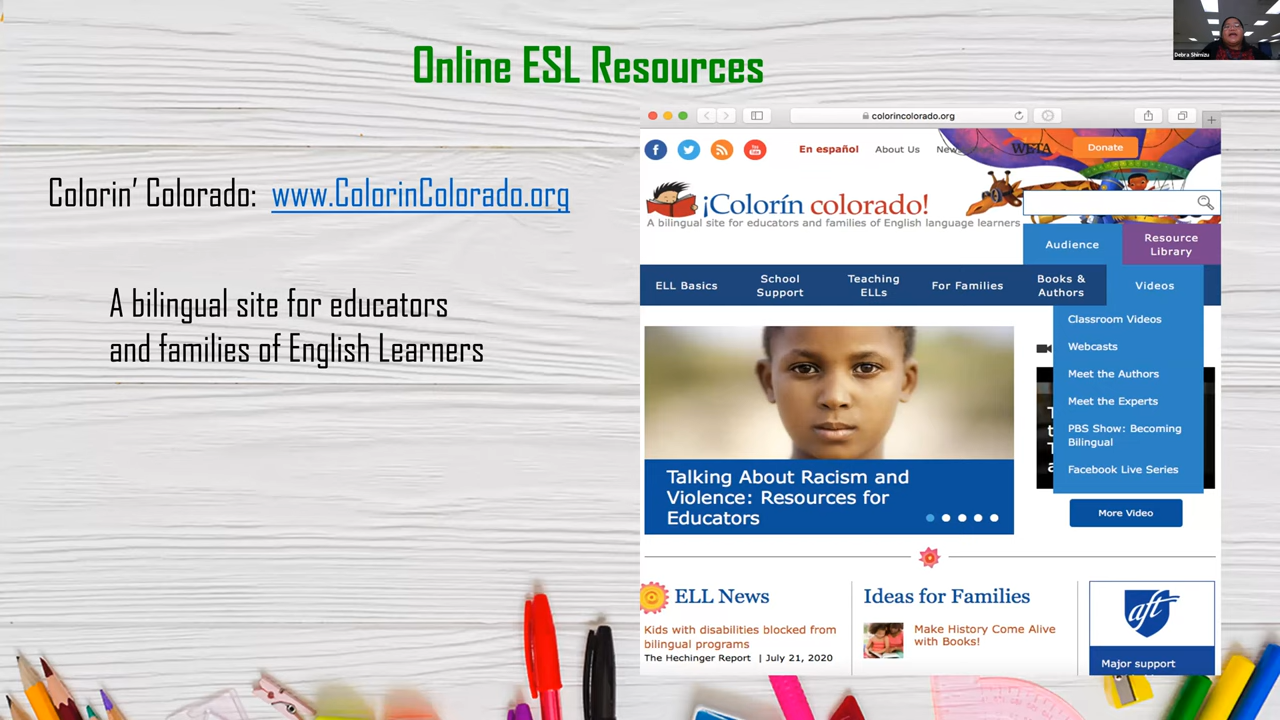 Online ESL Resources
Debra Shimizu
Colorin’ Colorado: www.ColorinColorado.org
A bilingual site for educators
and families of English Learners
colorincolorado.org
En español About Us New WETA Donate
¡Colorín colorado!
A bilingual site for educators and families of English language learners
Audience
Resource
Library
ELL Basics
School
Support
Teaching
ELLs
For Families
Books &
Authors
Videos
Classroom Videos
Webcasts
Meet the Authors
Meet the Experts
PBS Show: Becoming
Bilingual
Facebook Live Series
More Video
Talking About Racism and
Violence: Resources for
Educators
ELL News
Kids with disabilities blocked from
bilingual programs
The Hechinger Report | July 21, 2020
Ideas for Families
Make History Come Alive
with Books!
aft
Major support